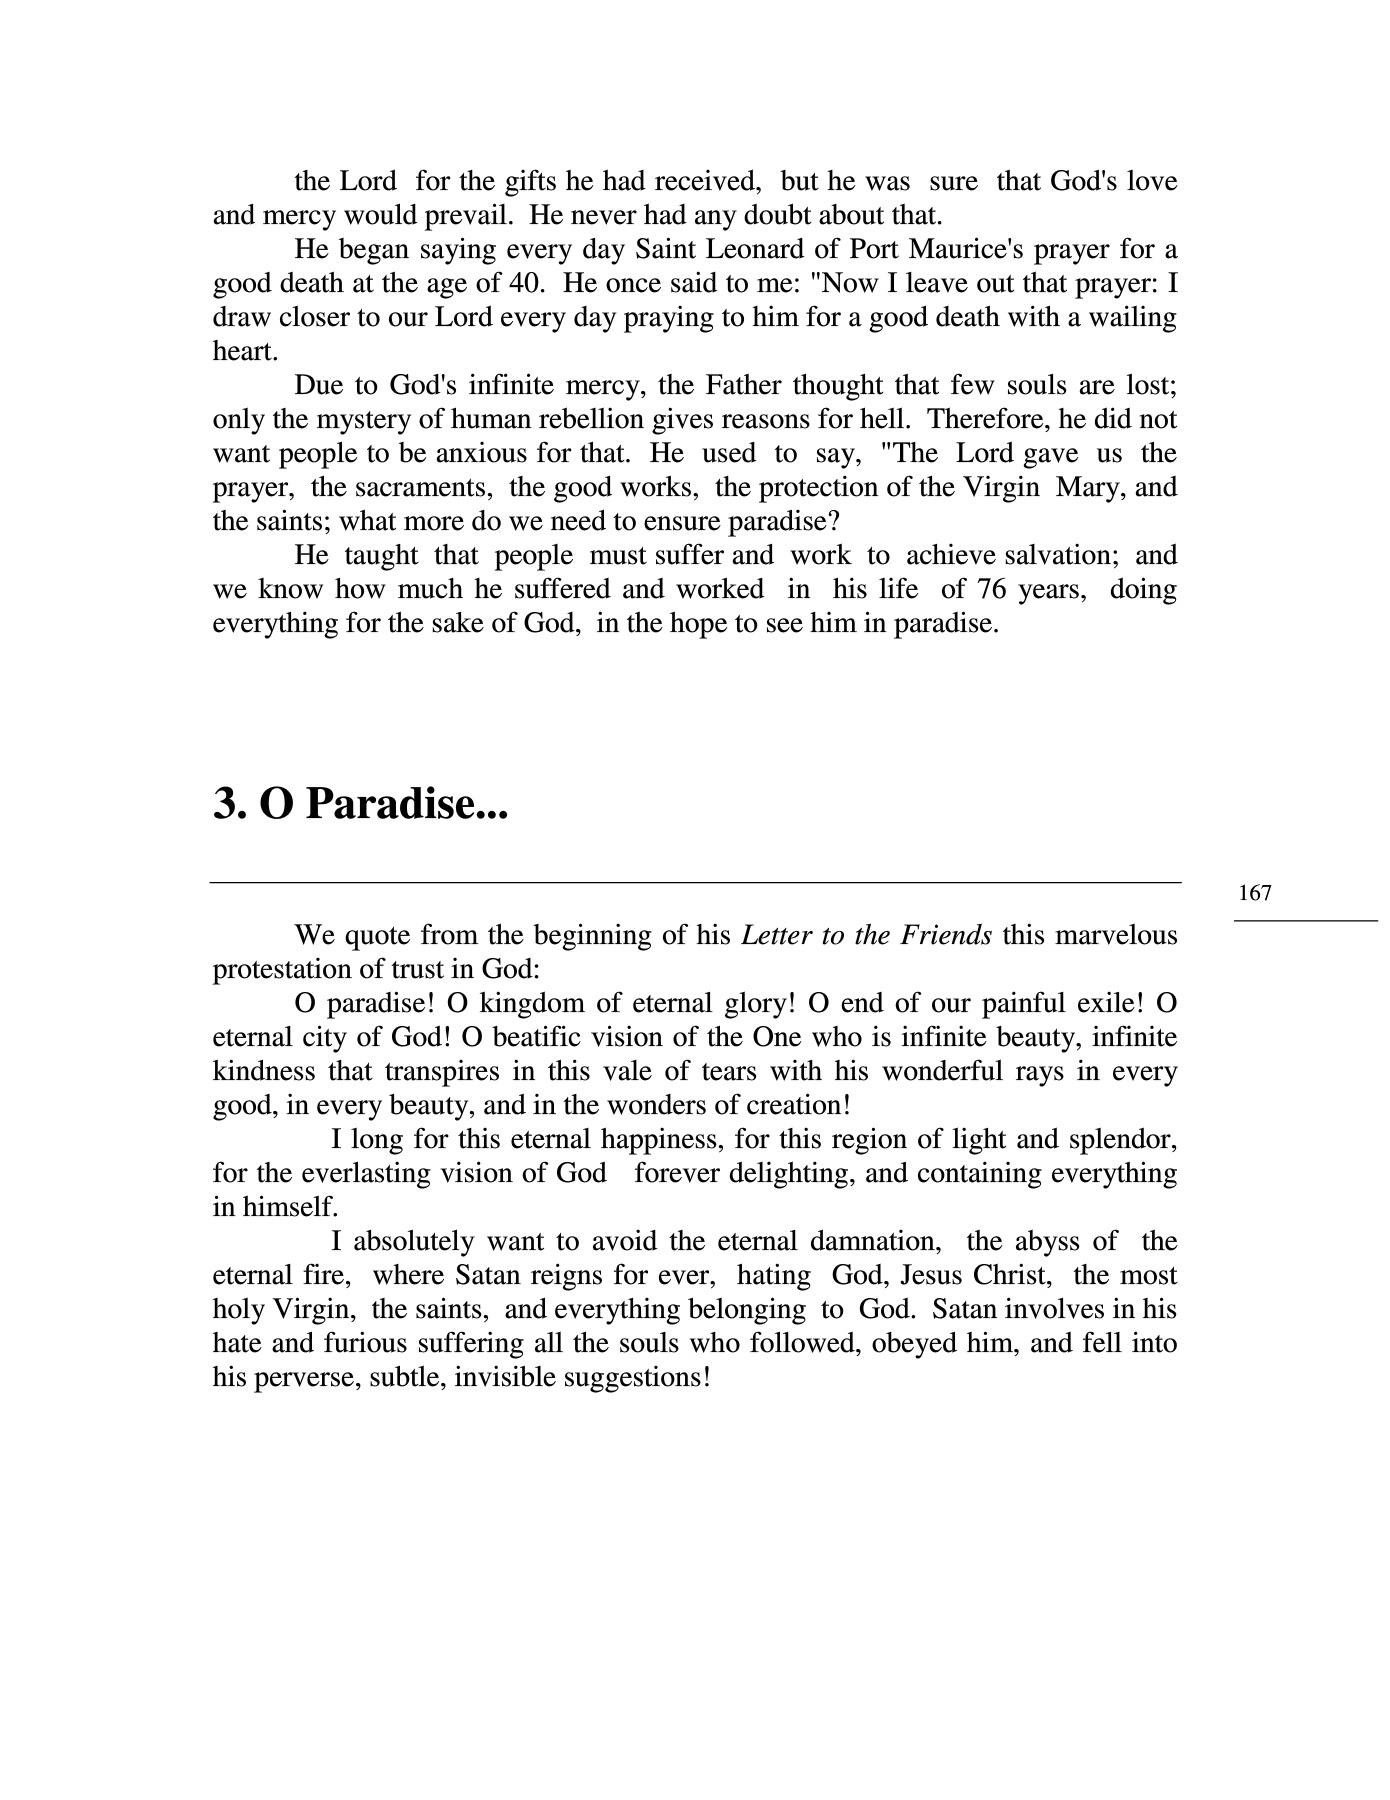 the Lord for the gifts he had received, but he was sure that God's love
and mercy would prevail. He never had any doubt about that.
He began saying every day Saint Leonard of Port Maurice's prayer for a
good death at the age of 40. He once said to me: "Now I leave out that prayer: I
draw closer to our Lord every day praying to him for a good death with a wailing
heart.
Due to God's infinite mercy, the Father thought that few souls are lost;
only the mystery of human rebellion gives reasons for hell. Therefore, he did not
want people to be anxious for that. He used to say, "The Lord gave us the
prayer, the sacraments, the good works, the protection of the Virgin Mary, and
the saints; what more do we need to ensure paradise?
He taught that people must suffer and work to achieve salvation; and
we know how much he suffered and worked in his life of 76 years, doing
everything for the sake of God, in the hope to see him in paradise.
3. O Paradise...
167
We quote from the beginning of his Letter to the Friends this marvelous
protestation of trust in God:
O paradise! O kingdom of eternal glory! O end of our painful exile! O
eternal city of God! O beatific vision of the One who is infinite beauty, infinite
kindness that transpires in this vale of tears with his wonderful rays in every
good, in every beauty, and in the wonders of creation!
I long for this eternal happiness, for this region of light and splendor,
for the everlasting vision of God forever delighting, and containing everything
in himself.
I absolutely want to avoid the eternal damnation, the abyss of the
eternal fire, where Satan reigns for ever, hating God, Jesus Christ, the most
holy Virgin, the saints, and everything belonging to God. Satan involves in his
hate and furious suffering all the souls who followed, obeyed him, and fell into
his perverse, subtle, invisible suggestions!